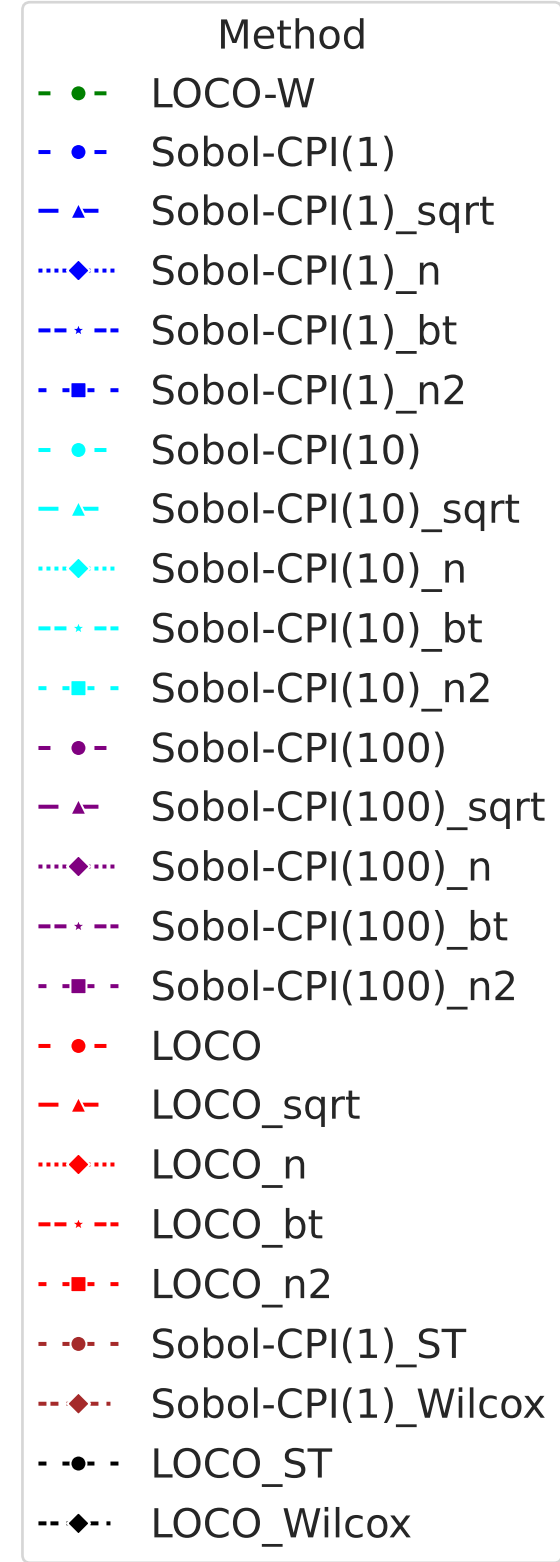 Method
LOCO-W
Sobol-CPI(1)
Sobol-CPI(1)_sqrt
Sobol-CPI(1)_n
Sobol-CPI(1)_bt
Sobol-CPI(1)_n2
Sobol-CPI(10)
Sobol-CPI(10)_sqrt
Sobol-CPI(10)_n
Sobol-CPI(10)_bt
Sobol-CPI(10)_n2
Sobol-CPI(100)
Sobol-CPI(100)_sqrt
Sobol-CPI(100)_n
Sobol-CPI(100)_bt
Sobol-CPI(100)_n2
LOCO
LOCO_sqrt
LOCO_n
LOCO_bt
LOCO_n2
Sobol-CPI(1)_ST
Sobol-CPI(1)_Wilcox
LOCO_ST
LOCO_Wilcox